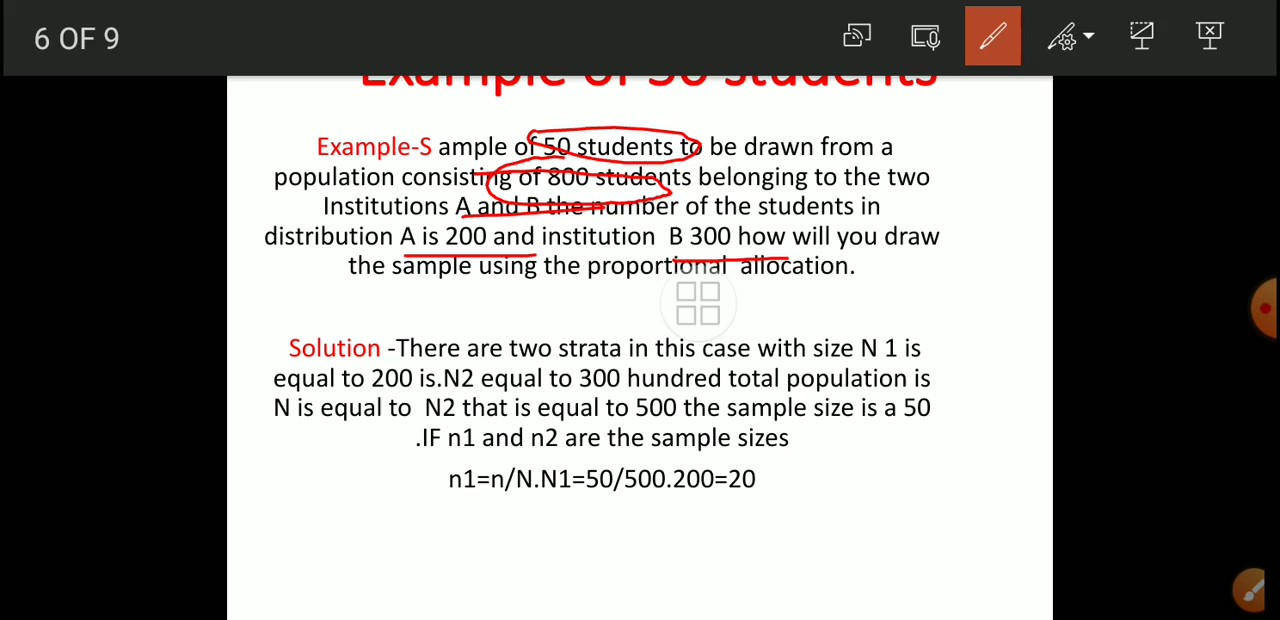 6 OF 9
Example of 50 students
Example-S ample of 50 students to be drawn from a
population consisting of 800 students belonging to the two
Institutions A and B the number of the students in
distribution A is 200 and institution B 300 how will you draw
the sample using the proportional allocation.
Solution -There are two strata in this case with size N 1 is
equal to 200 is.N2 equal to 300 hundred total population is
N is equal to N2 that is equal to 500 the sample size is a 50
.IF n1 and n2 are the sample sizes
n1=n/N.N1=50/500.200=20